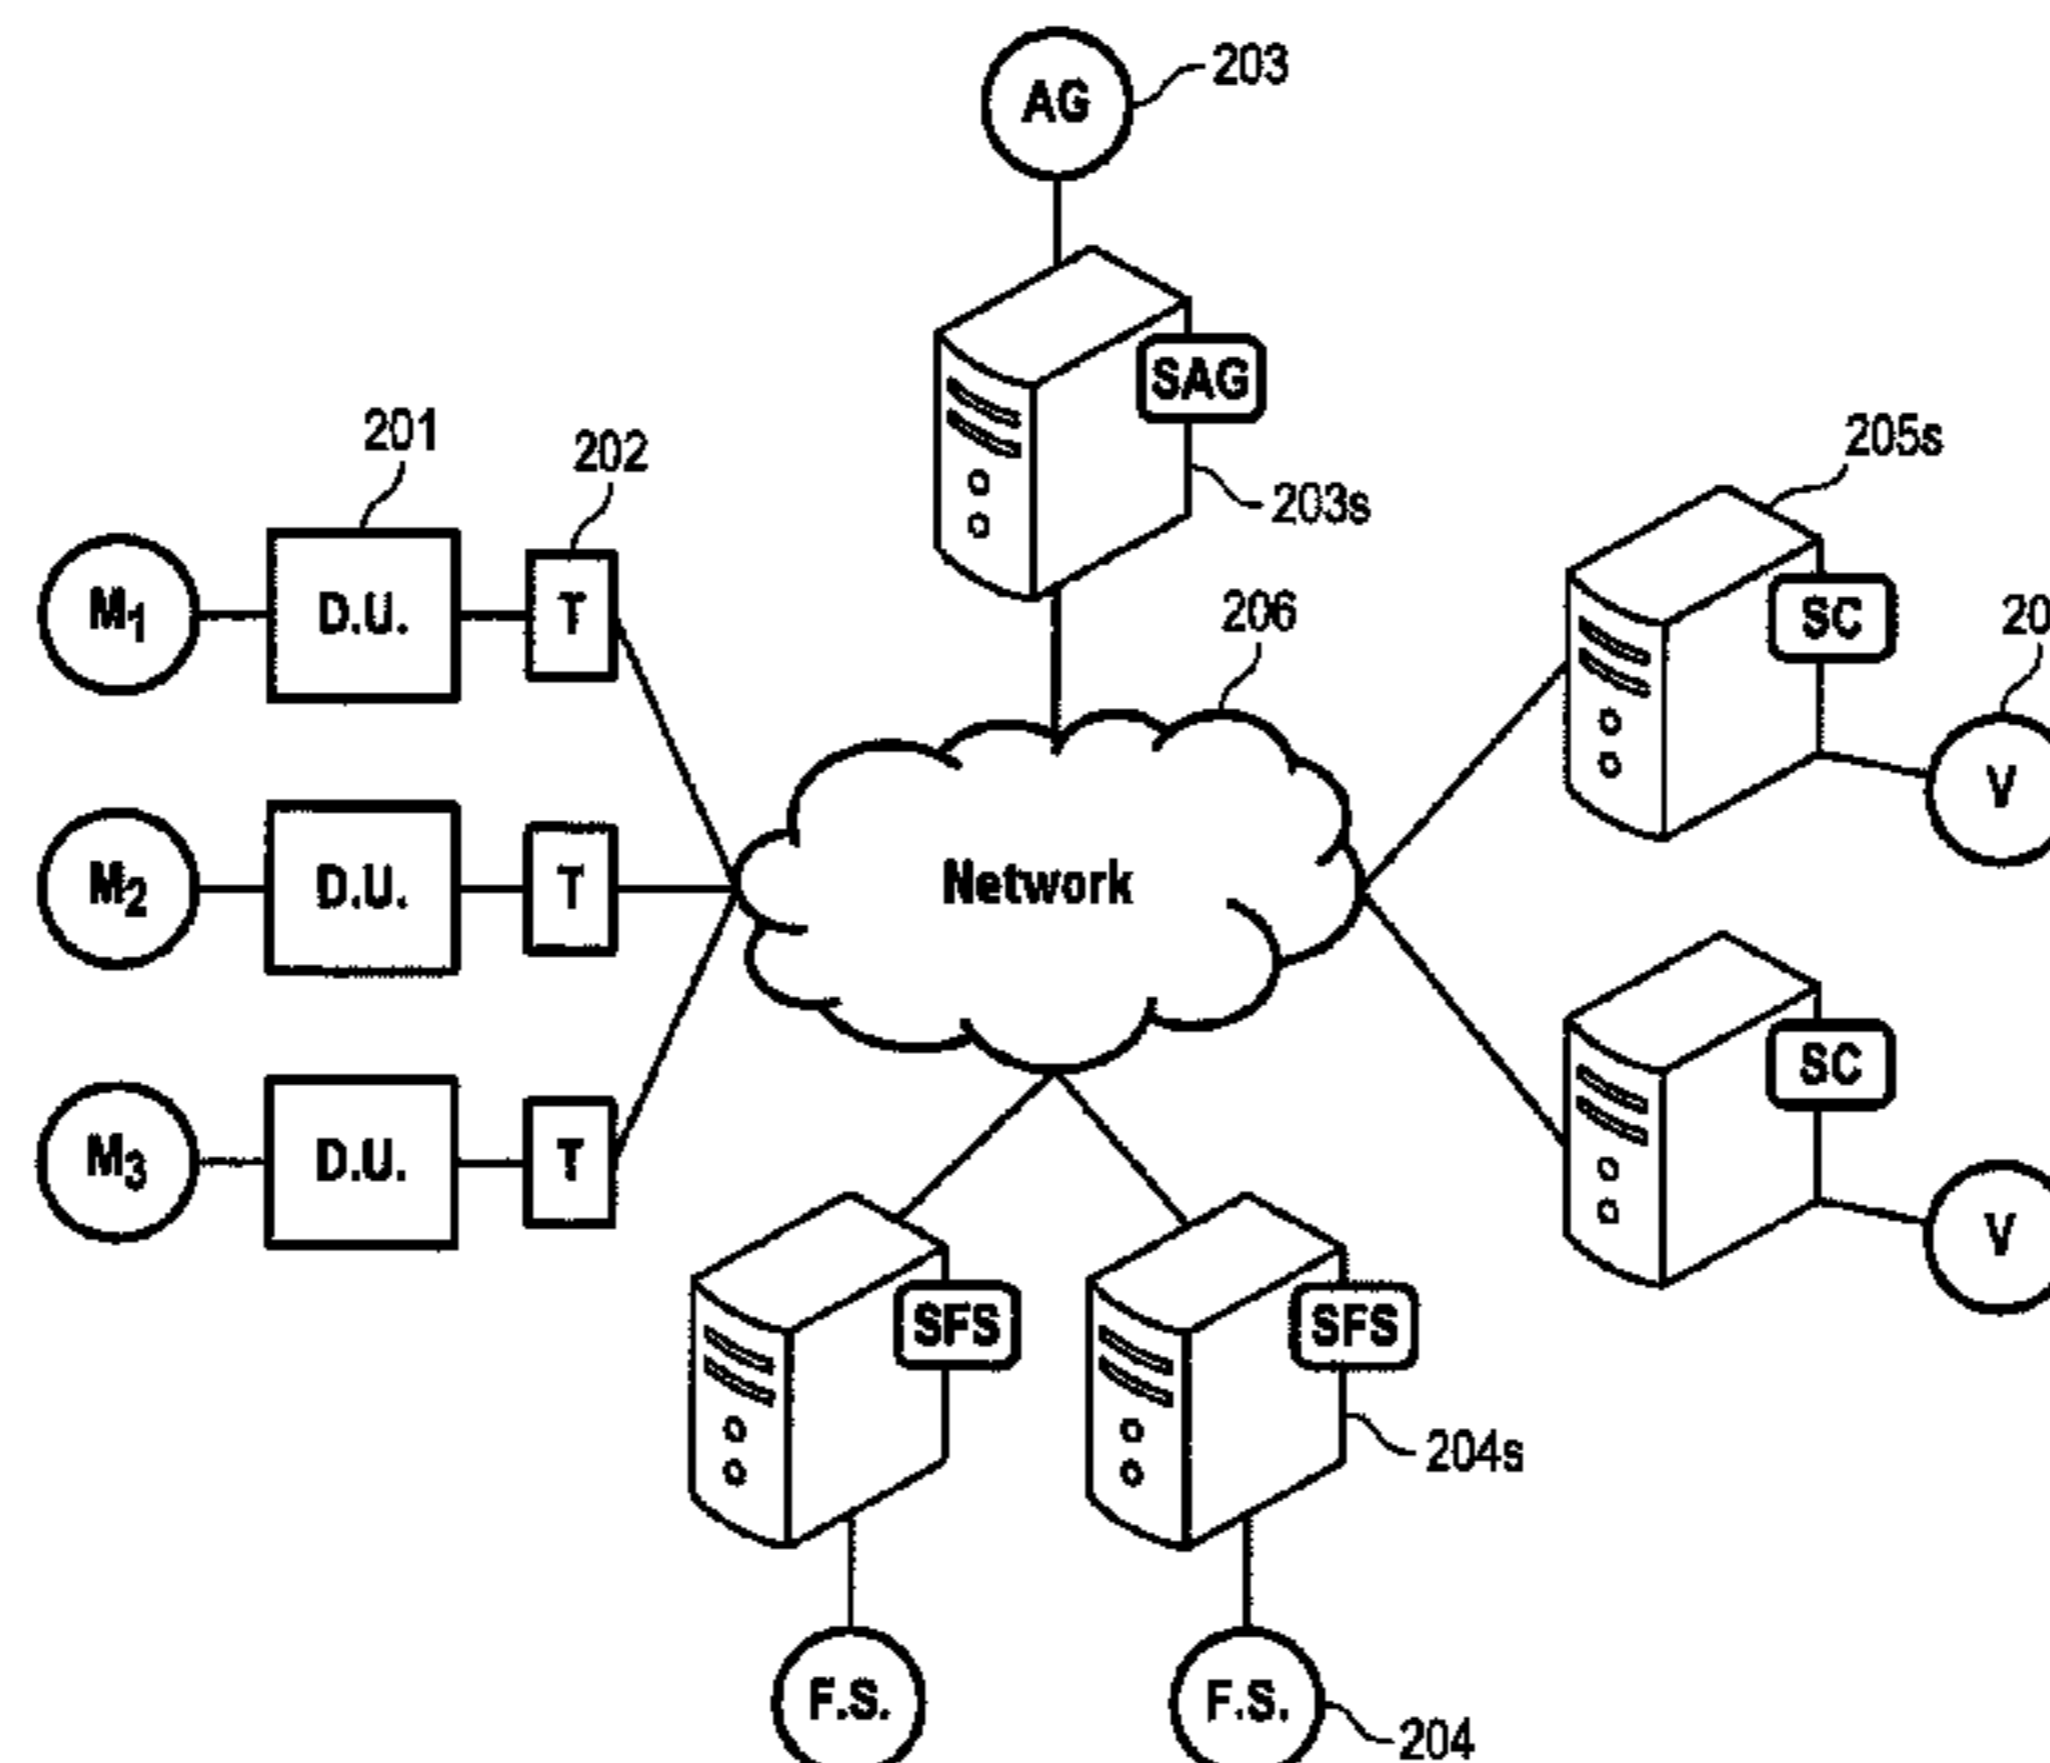 AG
203
SAG
203s
201
202
205s
M1
D.U.
T
206
SC
V
M2
D.U.
T
Network
SC
M3
D.U.
T
V
SFS
SFS
204s
F.S.
F.S.
204